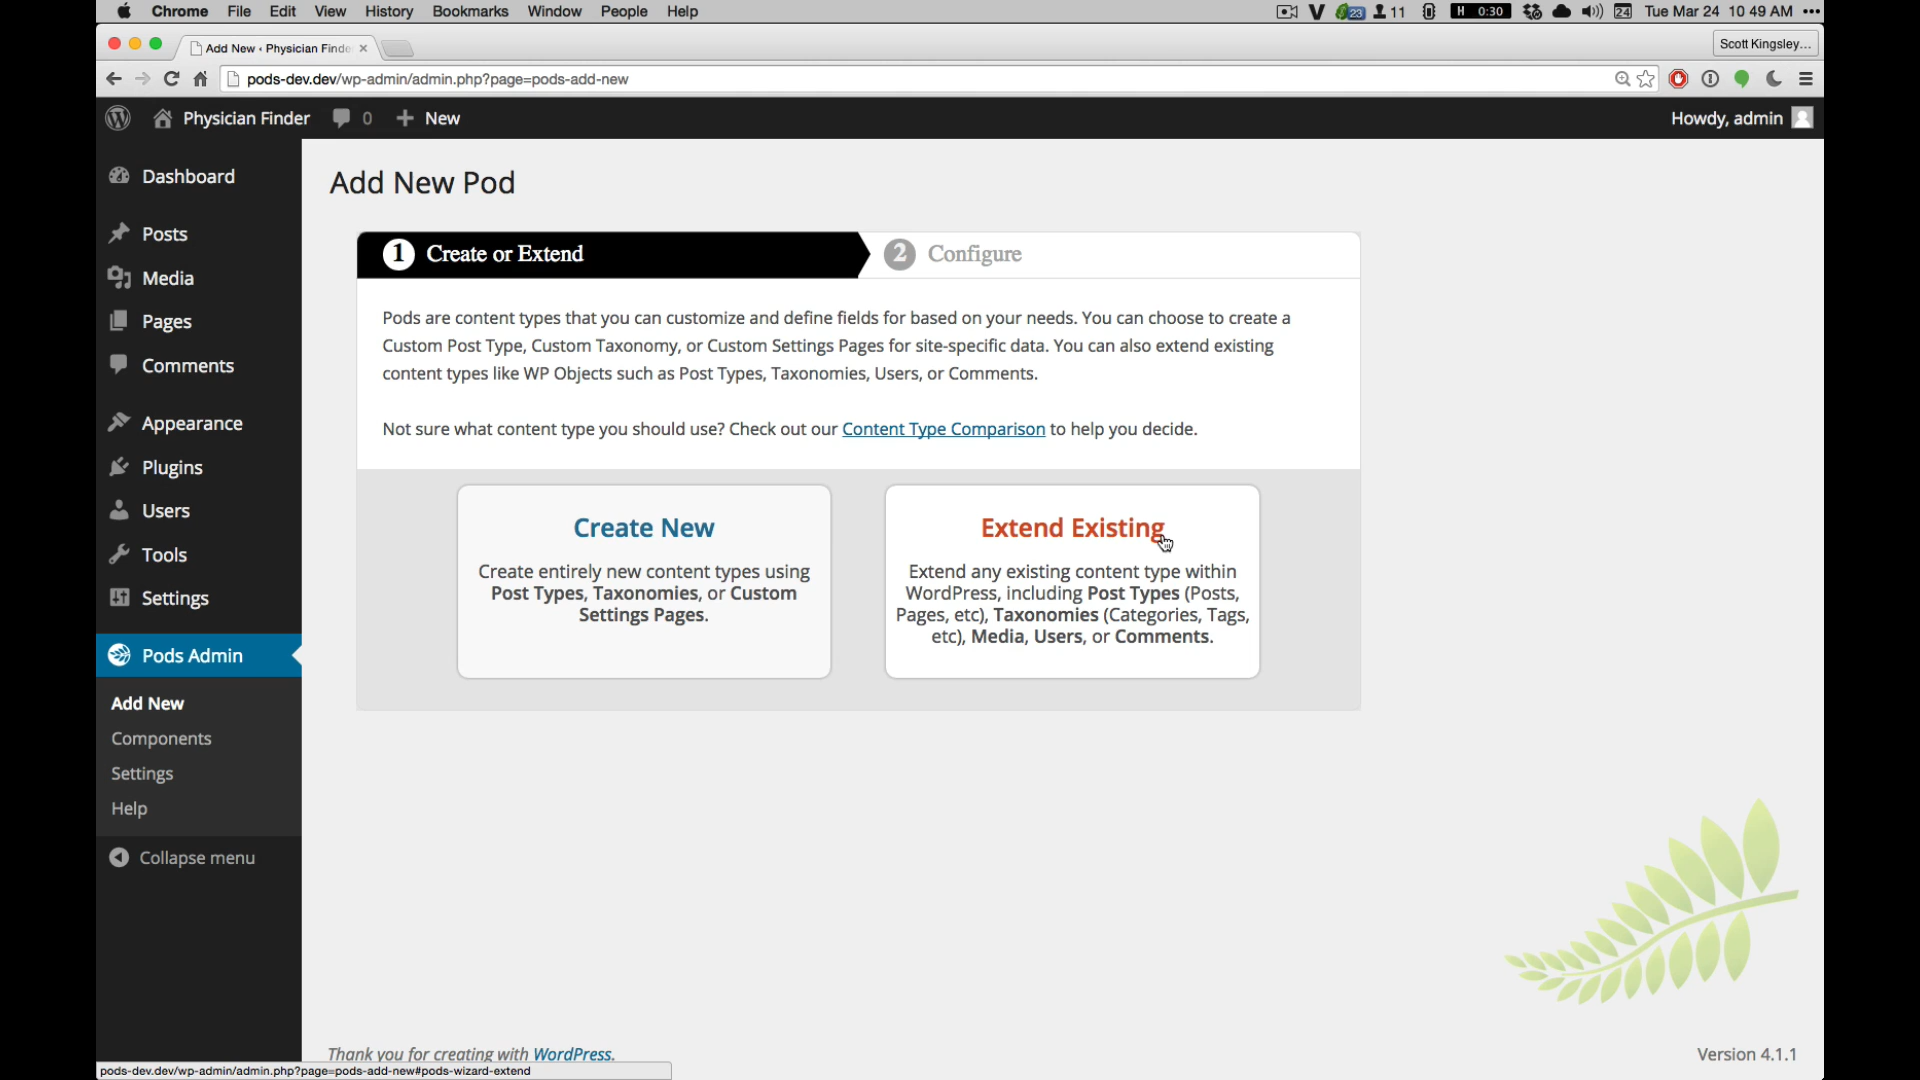 Chrome File Edit View History Bookmarks Window People Help 23 11 H 0:30 24 Tue Mar 24 10 49 AM
Add New ‹ Physician Finde Scott Kingsley...
pods-dev.dev/wp-admin/admin.php?page=pods-add-new
Physician Finder 0 New Howdy, admin
Dashboard
Posts
Media
Pages
Comments
Appearance
Plugins
Users
Tools
Settings
Pods Admin
Add New
Components
Settings
Help
Collapse menu
Add New Pod
1 Create or Extend 2 Configure
Pods are content types that you can customize and define fields for based on your needs. You can choose to create a
Custom Post Type, Custom Taxonomy, or Custom Settings Pages for site-specific data. You can also extend existing
content types like WP Objects such as Post Types, Taxonomies, Users, or Comments.
Not sure what content type you should use? Check out our Content Type Comparison to help you decide.
Create New
Create entirely new content types using
Post Types, Taxonomies, or Custom
Settings Pages.
Extend Existing
Extend any existing content type within
WordPress, including Post Types (Posts,
Pages, etc), Taxonomies (Categories, Tags,
etc), Media, Users, or Comments.
Thank you for creating with WordPress. Version 4.1.1
pods-dev.dev/wp-admin/admin.php?page=pods-add-new#pods-wizard-extend